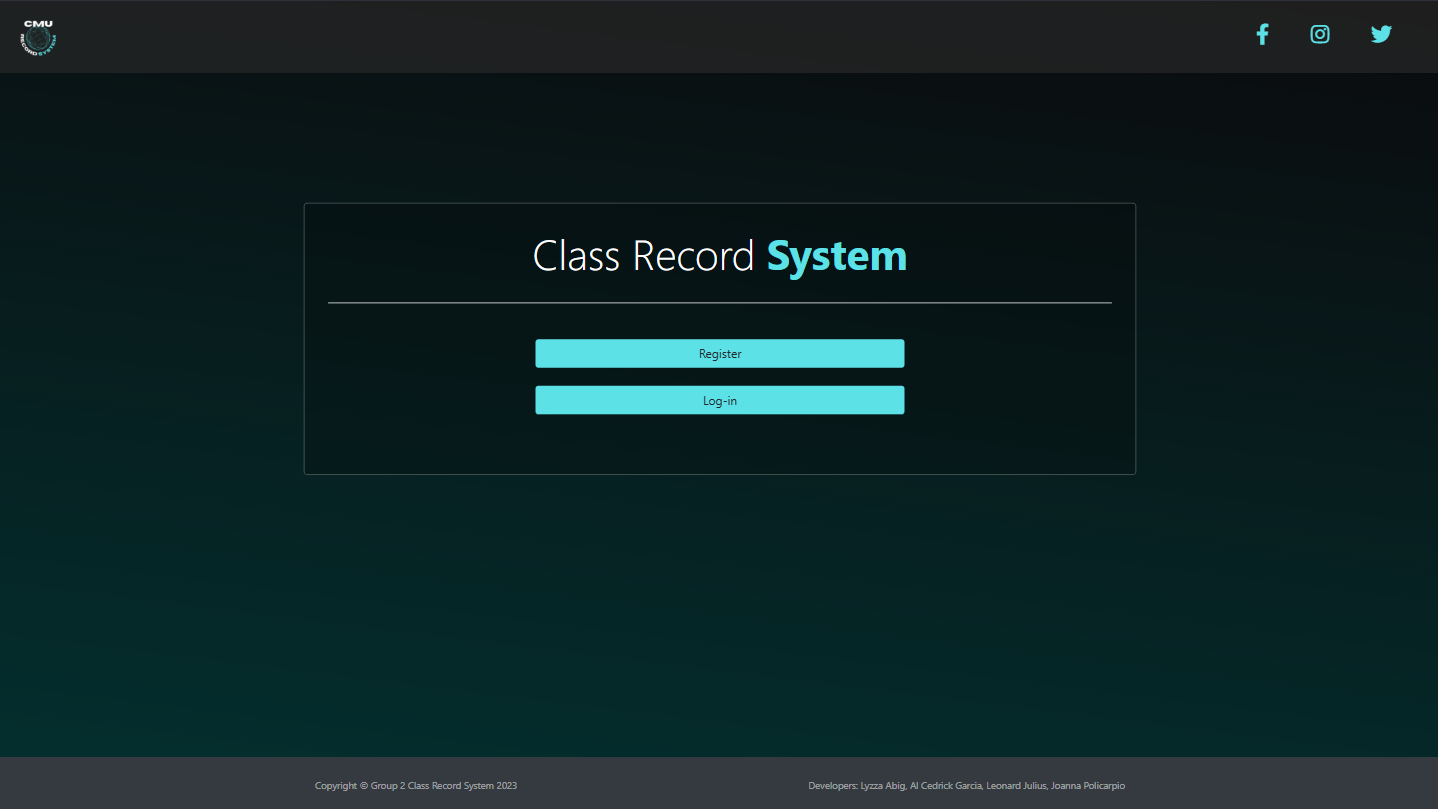 CMU
RECORD SYSTEM
Class Record System
Register
Log-in
Copyright © Group 2 Class Record System 2023
Developers: Lyzza Abig, Al Cedrick Garcia, Leonard Julius, Joanna Policarpio